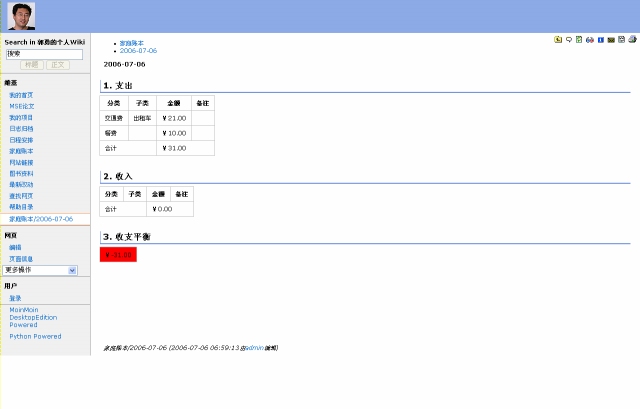 Search in 郭勇的个人Wiki
搜索
标题 正文
维基
我的首页
MSE论文
我的项目
日志归档
日程安排
家庭账本
网站链接
图书资料
最新改动
查找网页
帮助目录
家庭账本/2006-07-06
网页
编辑
页面信息
更多操作
用户
登录
MoinMoin
DesktopEdition
Powered
Python Powered
家庭账本
2006-07-06
2006-07-06
1. 支出
分类 子类 金额 备注
交通费 出租车 ¥ 21.00
餐费 ¥ 10.00
合计 ¥ 31.00
2. 收入
分类 子类 金额 备注
合计 ¥ 0.00
3. 收支平衡
¥ -31.00
家庭账本/2006-07-06 (2006-07-06 06:59:13 由admin编辑)